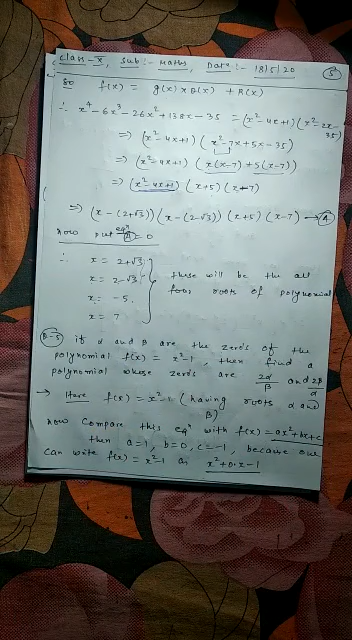 Class - X, Sub:- Maths, Date:- 18/5/20 (5)
So f(x) = g(x) × Q(x) + R(x)
∴ x⁴ - 6x³ - 26x² + 138x - 35 = (x² - 4x + 1)(x² - 2x - 35)
⇒ (x² - 4x + 1) (x² - 7x + 5x - 35)
⇒ (x² - 4x + 1) (x(x-7) + 5(x-7))
⇒ (x² - 4x + 1) (x+5) (x-7)
⇒ (x - (2+√3)) (x - (2-√3)) (x+5) (x-7) → A
Now put eqⁿ A = 0
∴ x = 2+√3
x = 2-√3 these will be the all
x = -5, four roots of polynomial
x = 7
if α and β are the zero's of the
polynomial f(x) = x²-1, then find a
polynomial whose zero's are 2α/β and 2β/α
→ Here f(x) = x²-1 (having roots α and β)
Now compare this eqⁿ with f(x) = ax²+bx+c
then a=1, b=0, c=-1, because our
can write f(x) = x²-1 as x²+0·x-1